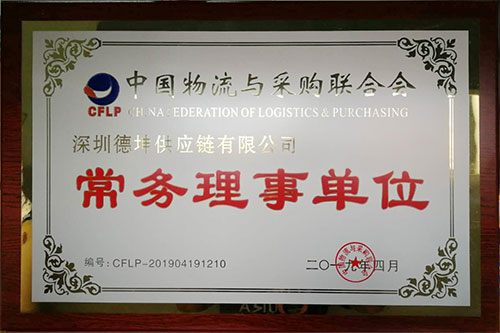 中国物流与采购联合会
CFLP
CHINA FEDERATION OF LOGISTICS & PURCHASING
深圳德坤供应链有限公司
常务理事单位
编号:CFLP-201904191210
二〇一九年四月